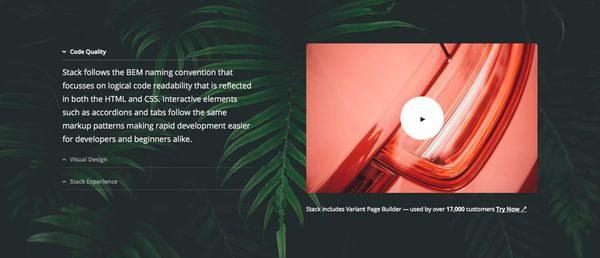 Code Quality
Stack follows the BEM naming convention that
focusses on logical code readability that is reflected
in both the HTML and CSS. Interactive elements
such as accordions and tabs follow the same
markup patterns making rapid development easier
for developers and beginners alike.
Visual Design
Stack Experience
Stack includes Variant Page Builder — used by over 17,000 customers Try Now ↗